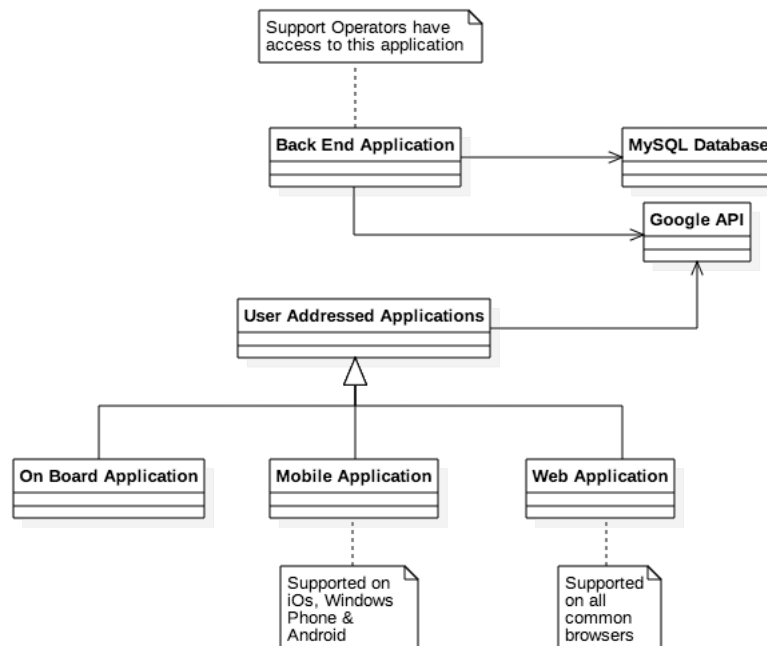 Support Operators have
access to this application
Back End Application
MySQL Database
Google API
User Addressed Applications
On Board Application
Mobile Application
Web Application
Supported on
iOs, Windows
Phone &
Android
Supported
on all
common
browsers